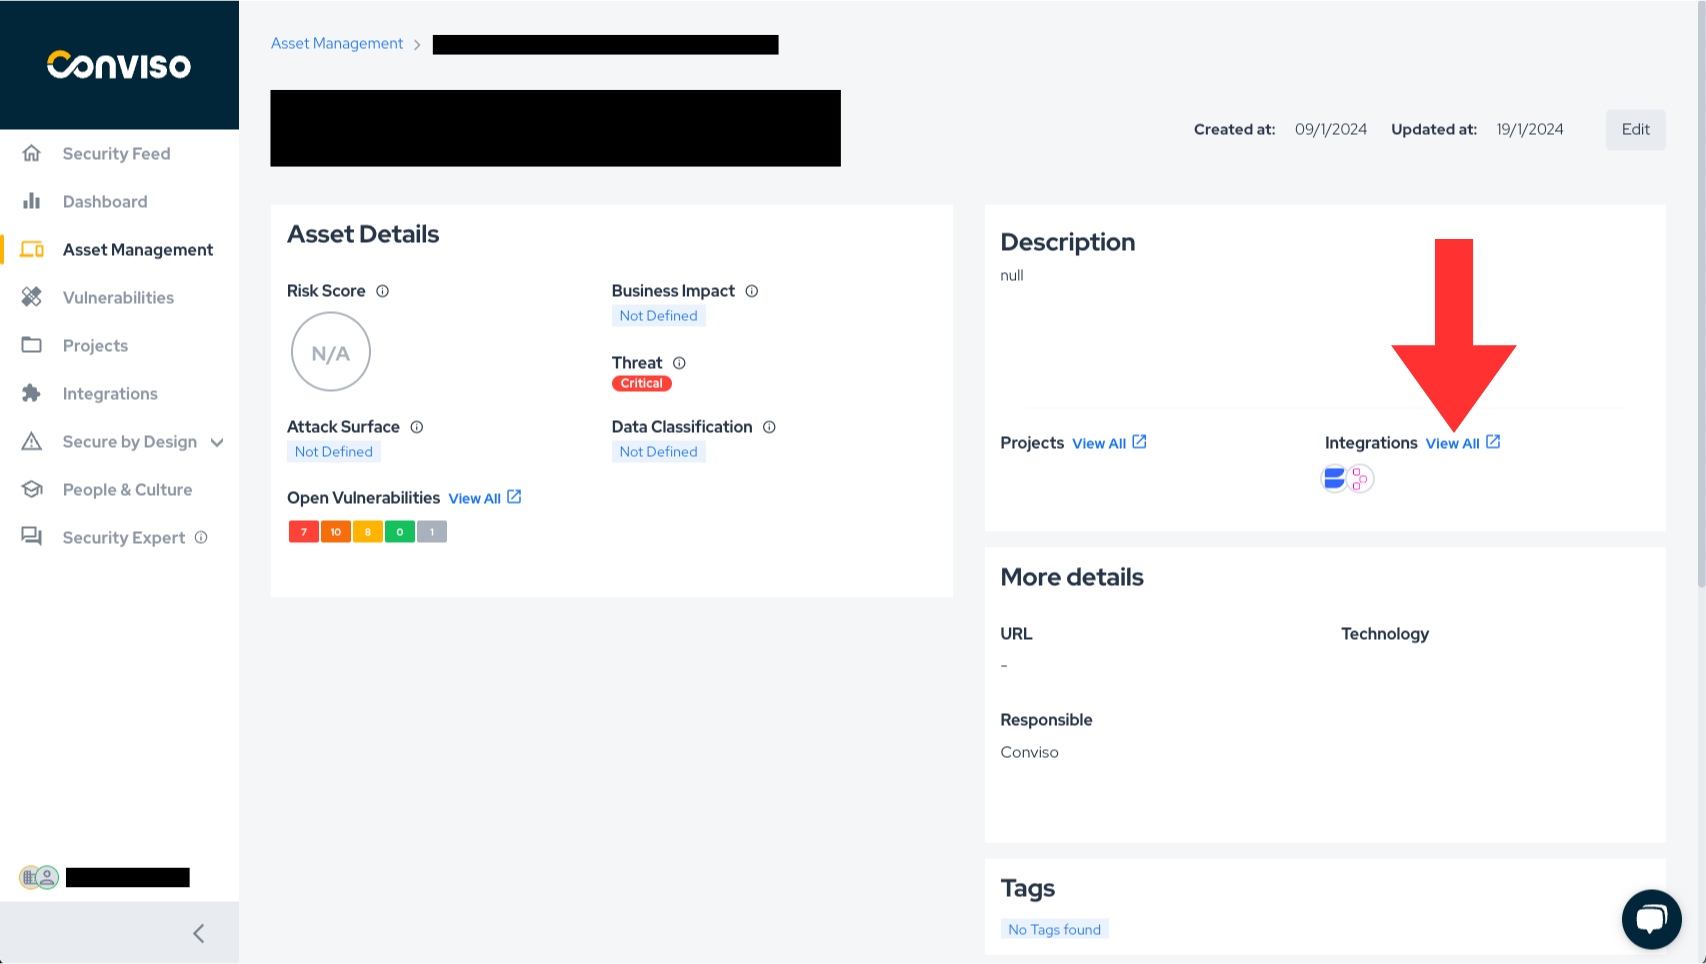 Conviso
Security Feed
Dashboard
Asset Management
Vulnerabilities
Projects
Integrations
Secure by Design
People & Culture
Security Expert
Asset Management
Created at: 09/1/2024 Updated at: 19/1/2024 Edit
Asset Details
Risk Score
N/A
Business Impact
Not Defined
Threat
Critical
Attack Surface
Not Defined
Data Classification
Not Defined
Open Vulnerabilities View All
7 10 8 0 1
Description
null
Projects View All
Integrations View All
More details
URL
-
Technology
Responsible
Conviso
Tags
No Tags found